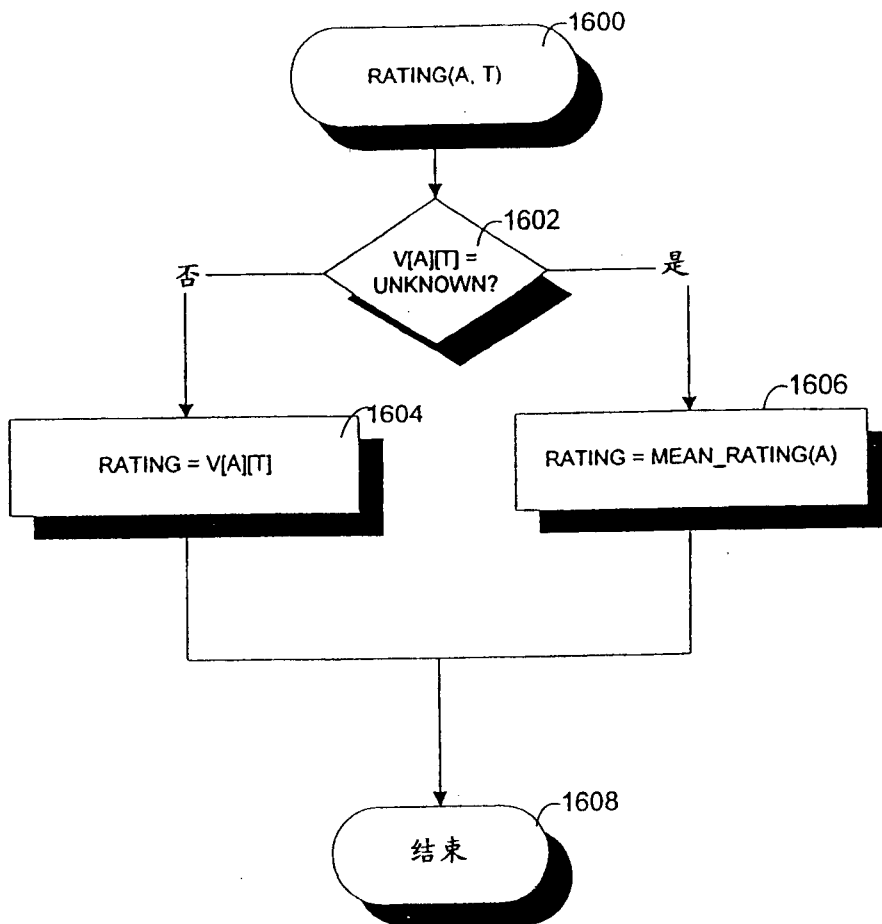 1600
RATING(A, T)
1602
V[A][T] =
UNKNOWN?
否
是
1604
RATING = V[A][T]
1606
RATING = MEAN_RATING(A)
1608
结束